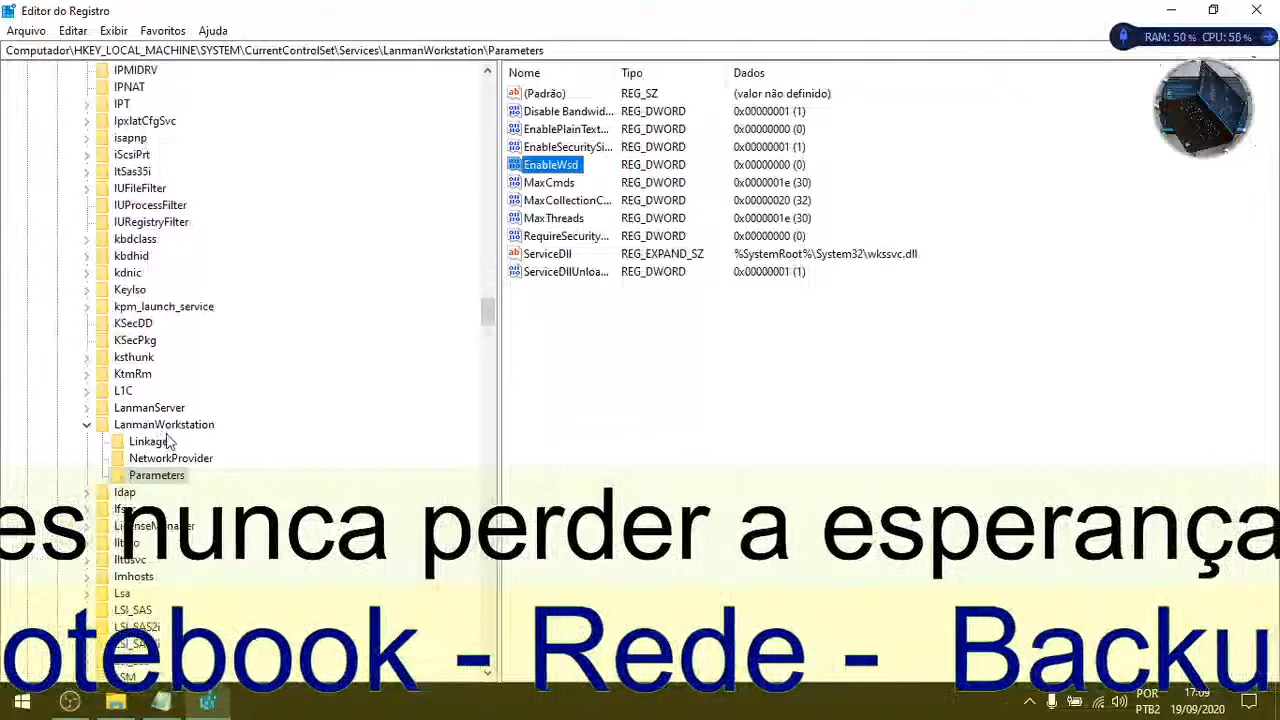 Editor do Registro
Arquivo Editar Exibir Favoritos Ajuda
Computador\HKEY_LOCAL_MACHINE\SYSTEM\CurrentControlSet\Services\LanmanWorkstation\Parameters
RAM: 50 % CPU: 56 %
IPMIDRV
IPNAT
IPT
IpxlatCfgSvc
isapnp
iScsiPrt
ItSas35i
IUFileFilter
IUProcessFilter
IURegistryFilter
kbdclass
kbdhid
kdnic
KeyIso
kpm_launch_service
KSecDD
KSecPkg
ksthunk
KtmRm
L1C
LanmanServer
LanmanWorkstation
Linkage
NetworkProvider
Parameters
ldap
lltdsvc
lmhosts
Lsa
LSI_SAS
LSI_SAS2i
Nome Tipo Dados
(Padrão) REG_SZ (valor não definido)
Disable Bandwid... REG_DWORD 0x00000001 (1)
EnablePlainText... REG_DWORD 0x00000000 (0)
EnableSecuritySi... REG_DWORD 0x00000001 (1)
EnableWsd REG_DWORD 0x00000000 (0)
MaxCmds REG_DWORD 0x0000001e (30)
MaxCollectionC... REG_DWORD 0x00000020 (32)
MaxThreads REG_DWORD 0x0000001e (30)
RequireSecurity... REG_DWORD 0x00000000 (0)
ServiceDll REG_EXPAND_SZ %SystemRoot%\System32\wkssvc.dll
ServiceDllUnloa... REG_DWORD 0x00000001 (1)
es nunca perder a esperança
otebook - Rede - Backu
POR 17:09
PTB2 19/09/2020